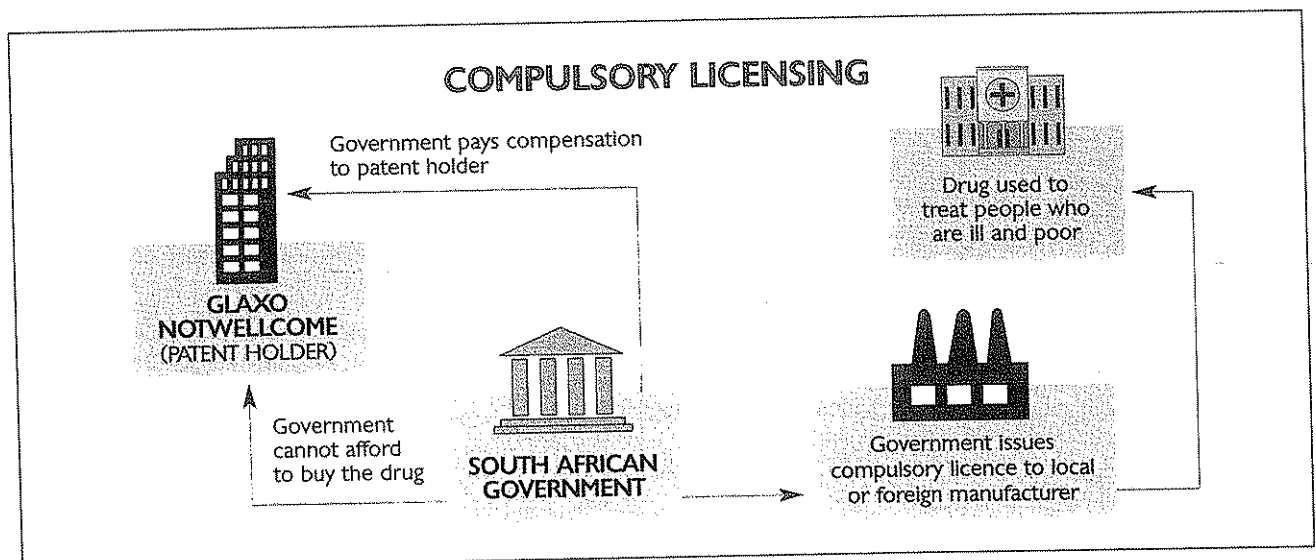 COMPULSORY LICENSING
Government pays compensation
to patent holder
Drug used to
treat people who
are ill and poor
GLAXO
NOTWELLCOME
(PATENT HOLDER)
Government
cannot afford
to buy the drug
SOUTH AFRICAN
GOVERNMENT
Government issues
compulsory licence to local
or foreign manufacturer